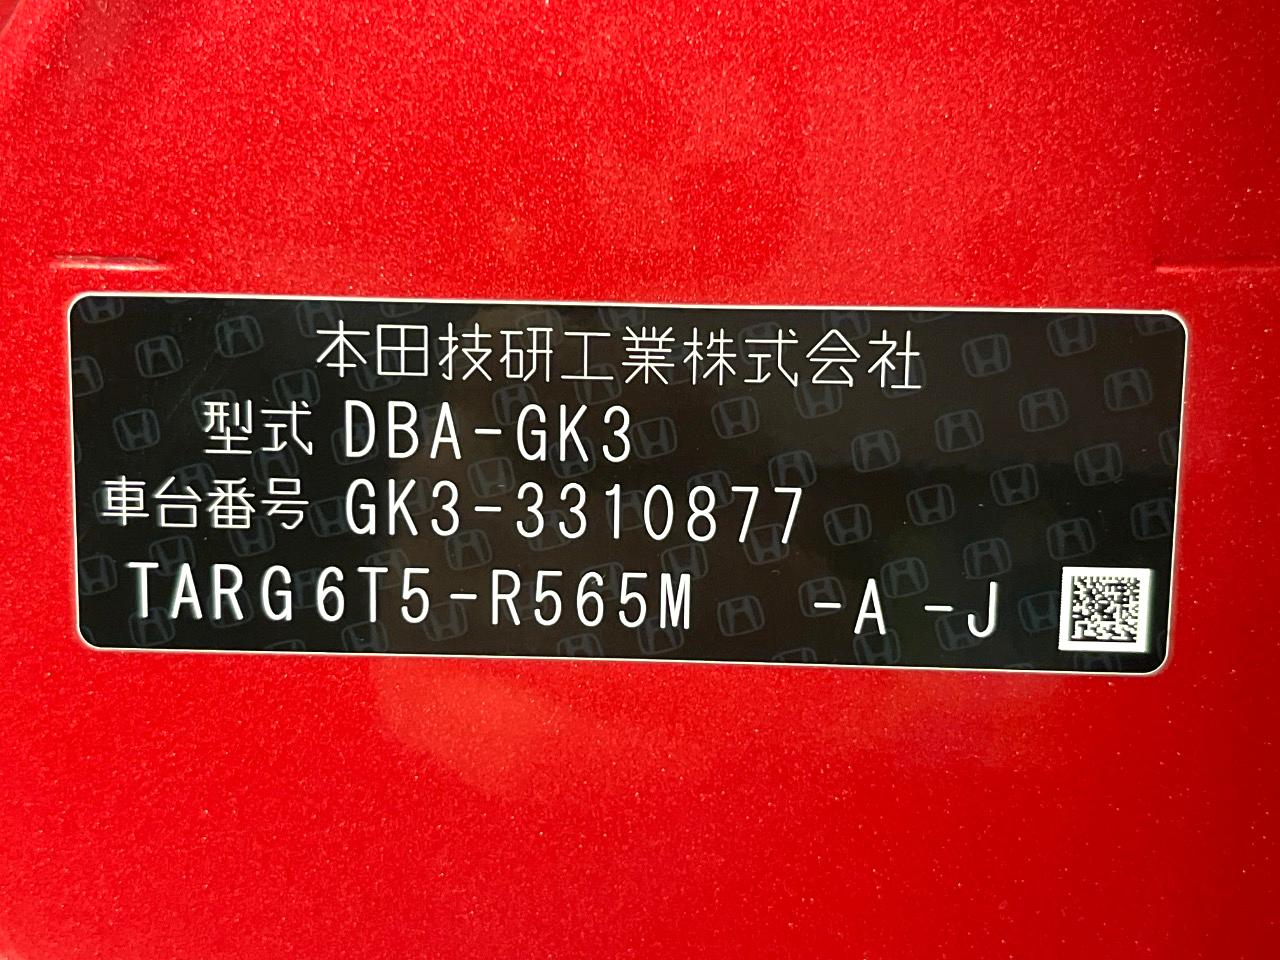 本田技研工業株式会社
型式 DBA-GK3
車台番号 GK3-3310877
TARG6T5-R565M -A -J